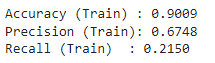 Accuracy (Train) : 0.9009
Precision (Train): 0.6748
Recall (Train)  : 0.2150